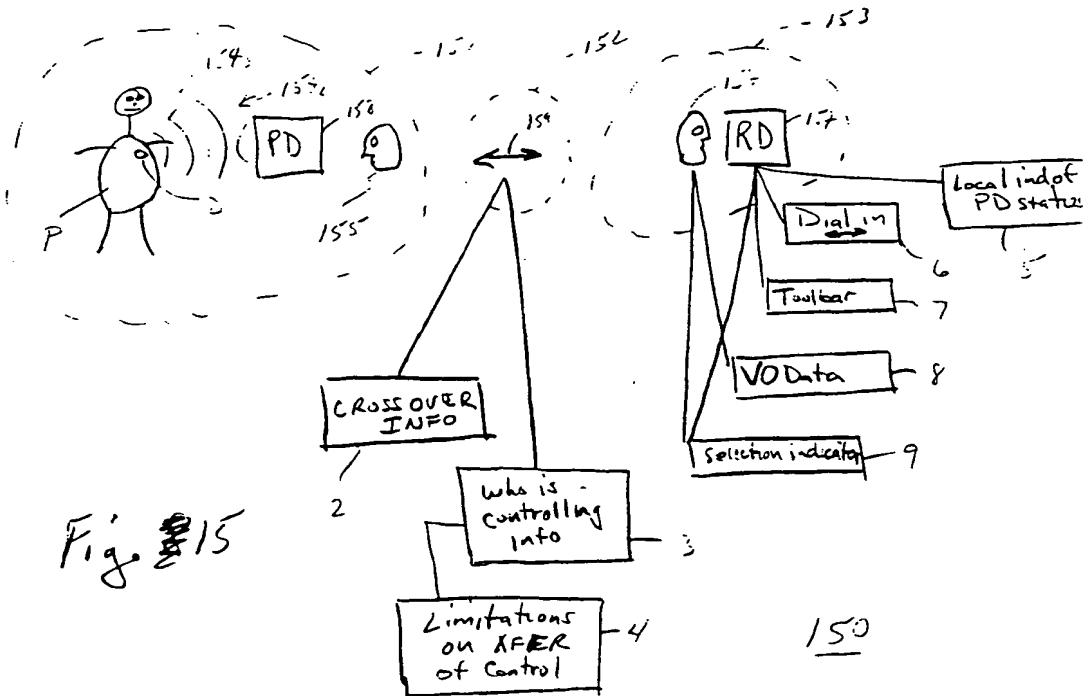 154
152
153
158
PD
159
RD
155
P
Local ind of
PD status
5
Dial in
6
Toolbar
7
VO Data
8
Selection indicator
9
CROSSOVER
INFO
2
who is
controlling
info
3
Limitations
on XFER
of Control
4
Fig. 15
150